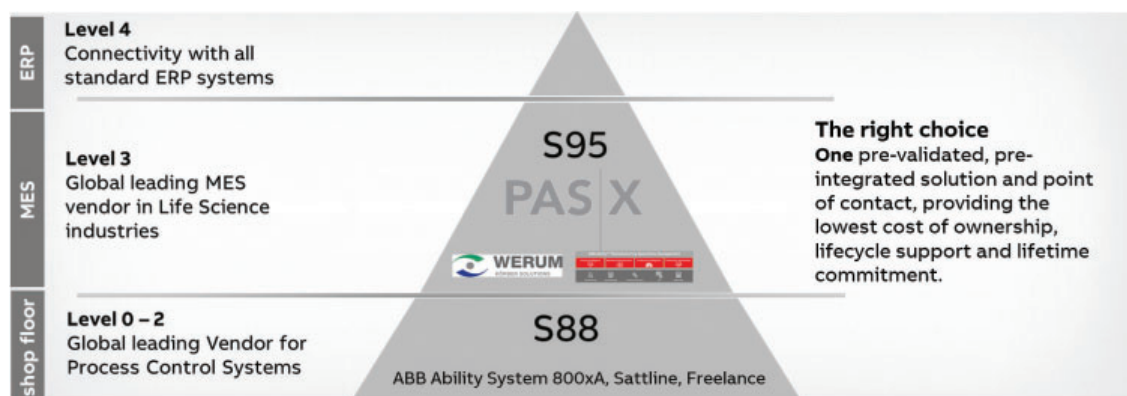 ERP
Level 4
Connectivity with all
standard ERP systems
MES
Level 3
Global leading MES
vendor in Life Science
industries
S95
PAS X
WERUM
The right choice
One pre-validated, pre-
integrated solution and point
of contact, providing the
lowest cost of ownership,
lifecycle support and lifetime
commitment.
shop floor
Level 0 – 2
Global leading Vendor for
Process Control Systems
S88
ABB Ability System 800xA, Sattline, Freelance